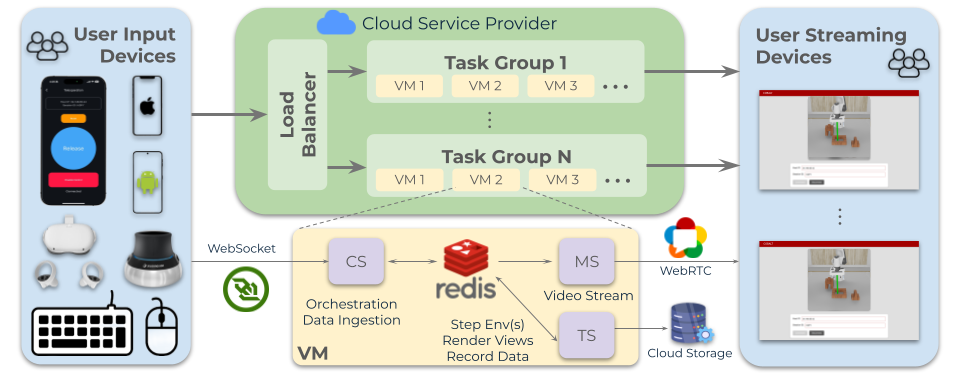 User Input
Devices
Release
Cloud Service Provider
Load
Balancer
Task Group 1
VM 1
VM 2
VM 3
Task Group N
VM 1
VM 2
VM 3
User Streaming
Devices
WebSocket
CS
Orchestration
Data Ingestion
redis
MS
Video Stream
Step Env(s)
Render Views
Record Data
TS
VM
WebRTC
Cloud Storage